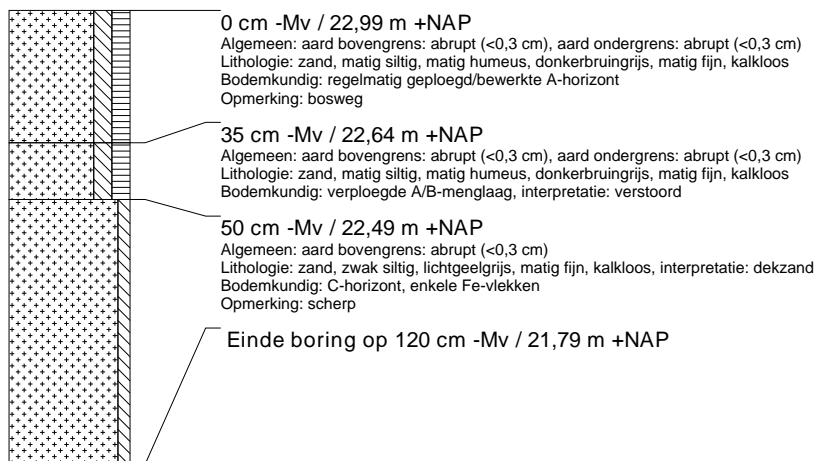 0 cm -Mv / 22,99 m +NAP
Algemeen: aard bovengrens: abrupt (<0,3 cm), aard ondergrens: abrupt (<0,3 cm)
Lithologie: zand, matig siltig, matig humeus, donkerbruingrijs, matig fijn, kalkloos
Bodemkundig: regelmatig geploegd/bewerkte A-horizont
Opmerking: bosweg
35 cm -Mv / 22,64 m +NAP
Algemeen: aard bovengrens: abrupt (<0,3 cm), aard ondergrens: abrupt (<0,3 cm)
Lithologie: zand, matig siltig, matig humeus, donkerbruingrijs, matig fijn, kalkloos
Bodemkundig: verploegde A/B-menglaag, interpretatie: verstoord
50 cm -Mv / 22,49 m +NAP
Algemeen: aard bovengrens: abrupt (<0,3 cm)
Lithologie: zand, zwak siltig, lichtgeelgrijs, matig fijn, kalkloos, interpretatie: dekzand
Bodemkundig: C-horizont, enkele Fe-vlekken
Opmerking: scherp
Einde boring op 120 cm -Mv / 21,79 m +NAP